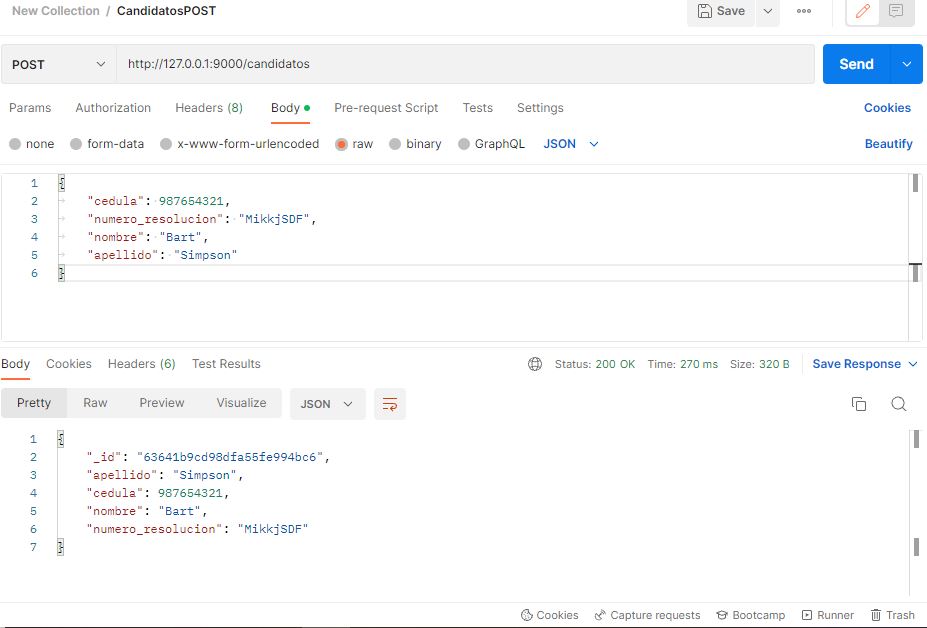 New Collection / CandidatosPOST Save
POST http://127.0.0.1:9000/candidatos Send
Params Authorization Headers (8) Body Pre-request Script Tests Settings Cookies
none form-data x-www-form-urlencoded raw binary GraphQL JSON Beautify
1 {
2 "cedula": 987654321,
3 "numero_resolucion": "MikkjSDF",
4 "nombre": "Bart",
5 "apellido": "Simpson"
6 }
Body Cookies Headers (6) Test Results Status: 200 OK Time: 270 ms Size: 320 B Save Response
Pretty Raw Preview Visualize JSON
1 {
2 "_id": "63641b9cd98dfa55fe994bc6",
3 "apellido": "Simpson",
4 "cedula": 987654321,
5 "nombre": "Bart",
6 "numero_resolucion": "MikkjSDF"
7 }
Cookies Capture requests Bootcamp Runner Trash